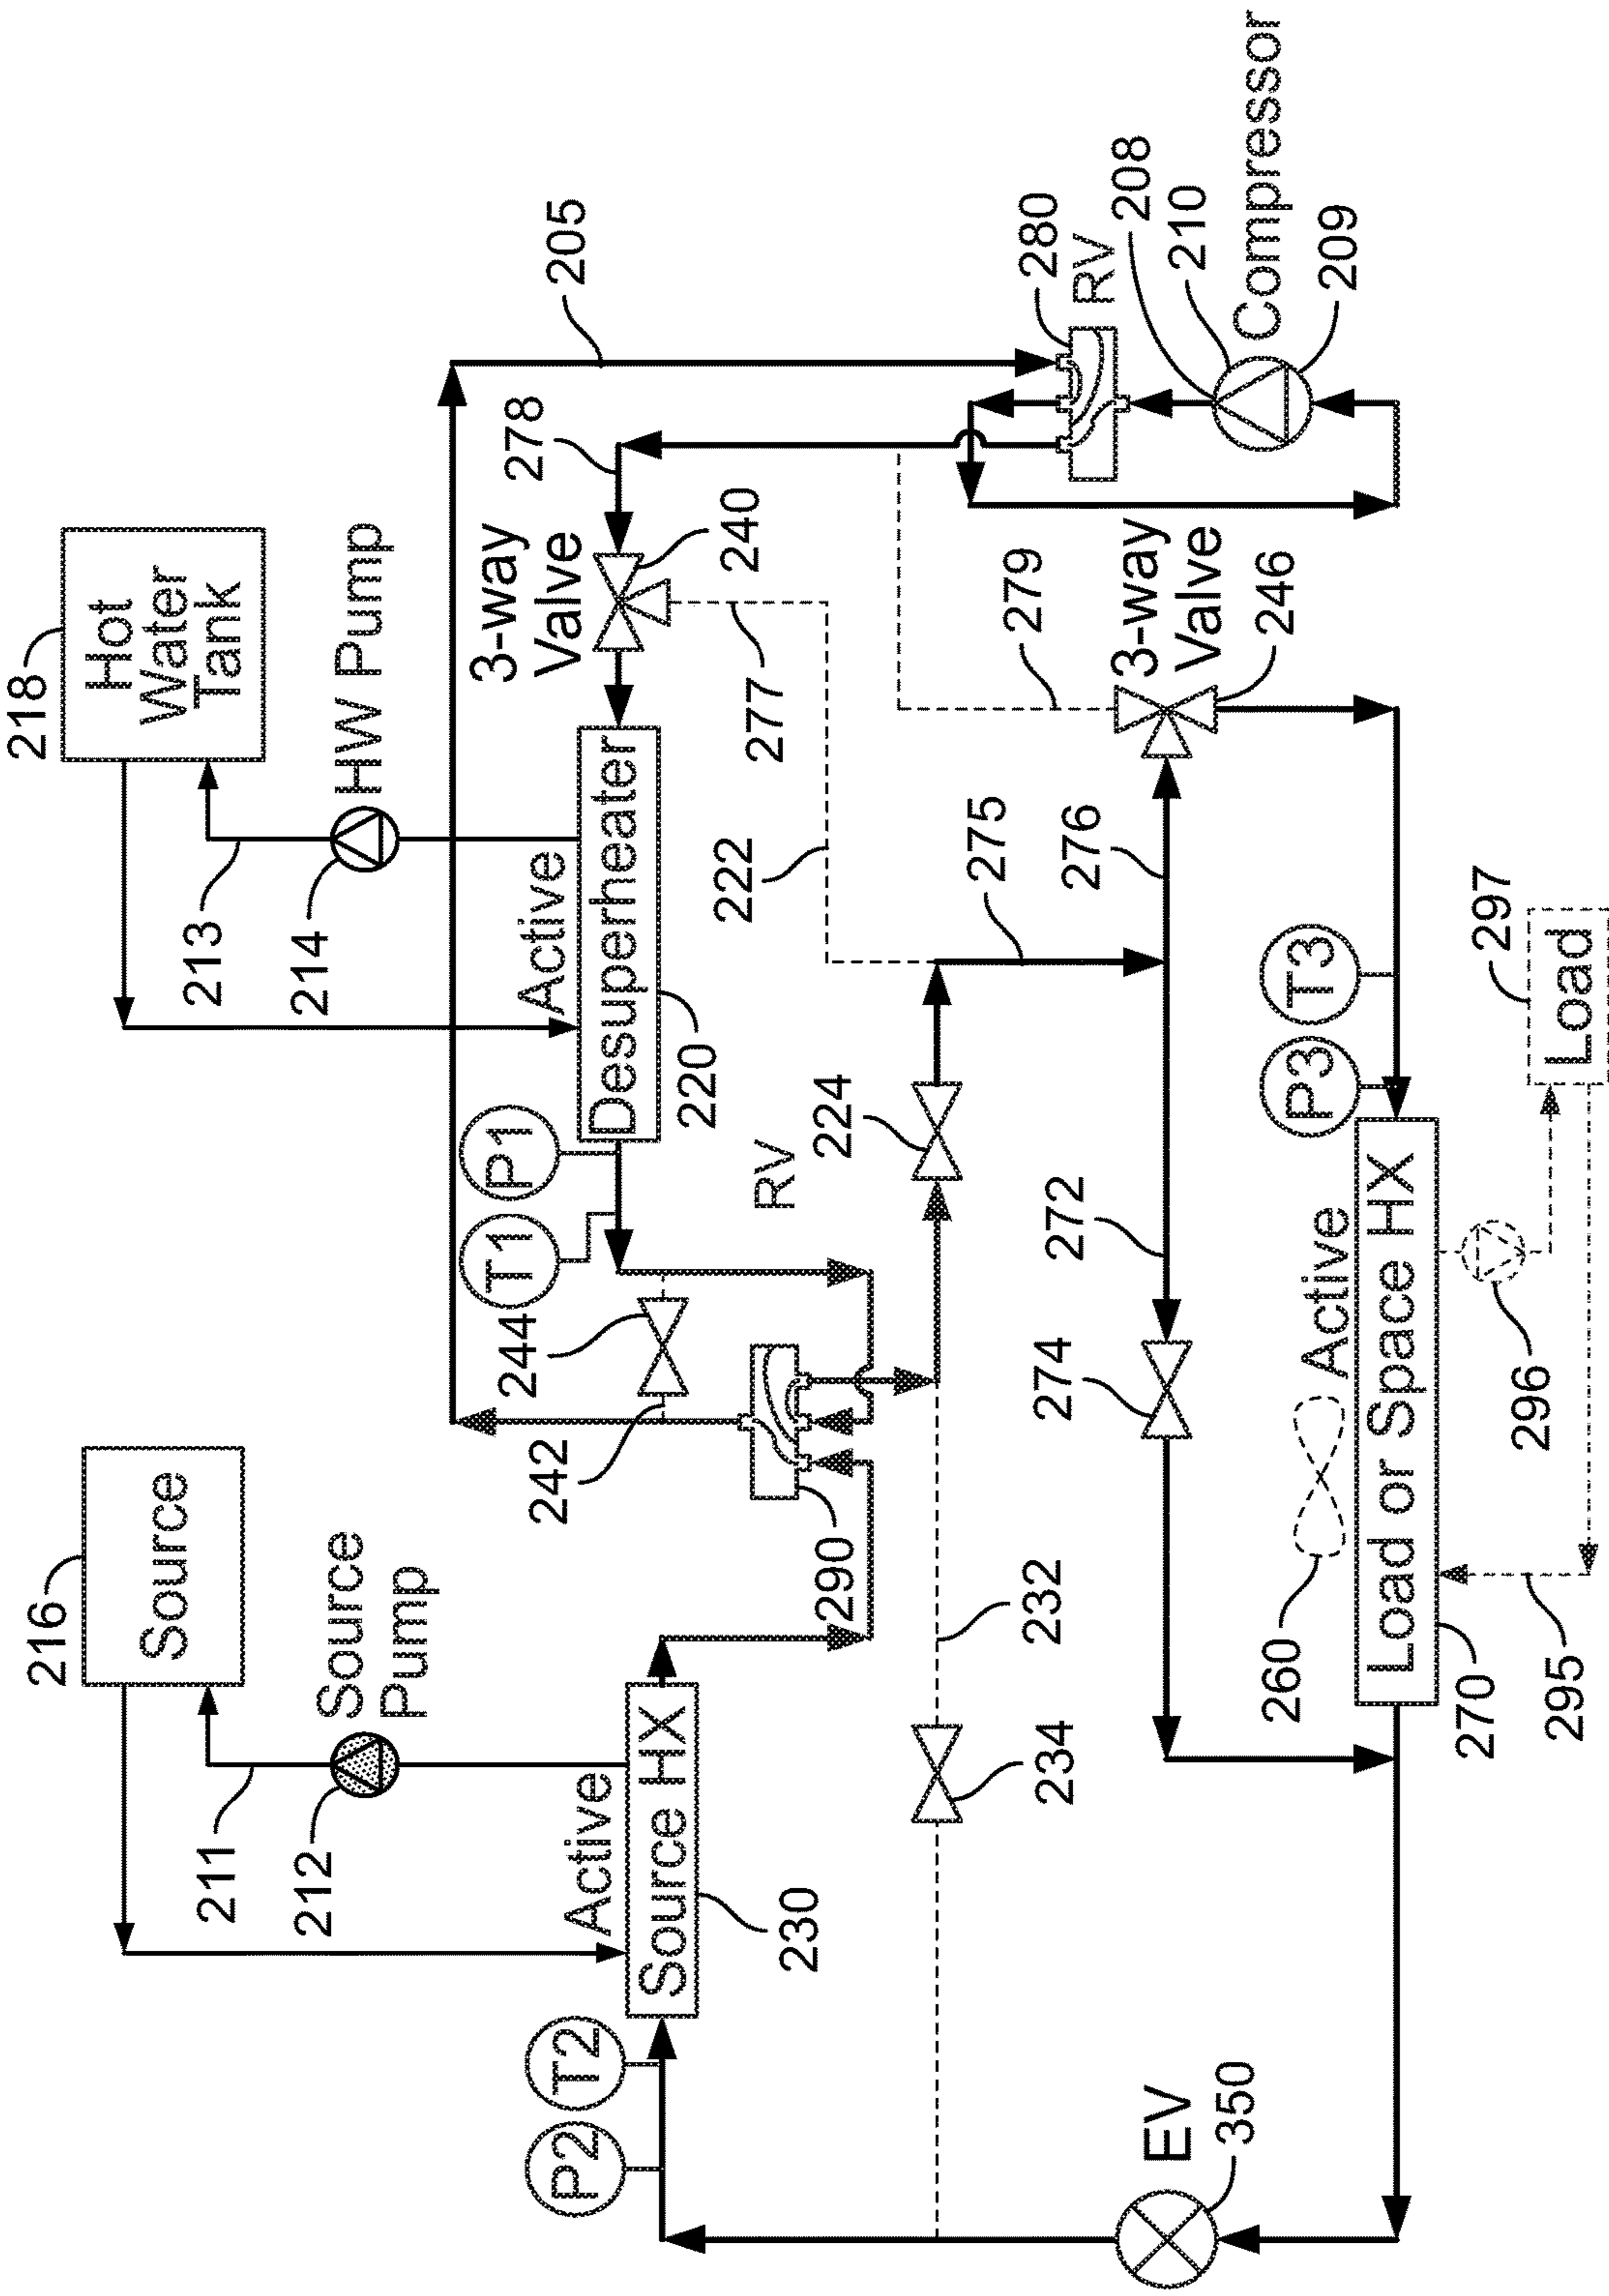 216
Source
211
212
Source
Pump
Active
Source HX
230
P2
T2
218
Hot
Water
Tank
213
214
HW Pump
Active
Desuperheater
220
P1
T1
244
242
RV
290
3-way
Valve
240
278
205
277
222
280
RV
208
210
Compressor
209
279
3-way
Valve
246
224
275
276
272
274
232
234
EV
350
260
Active
Load or Space HX
270
P3
T3
295
296
297
Load